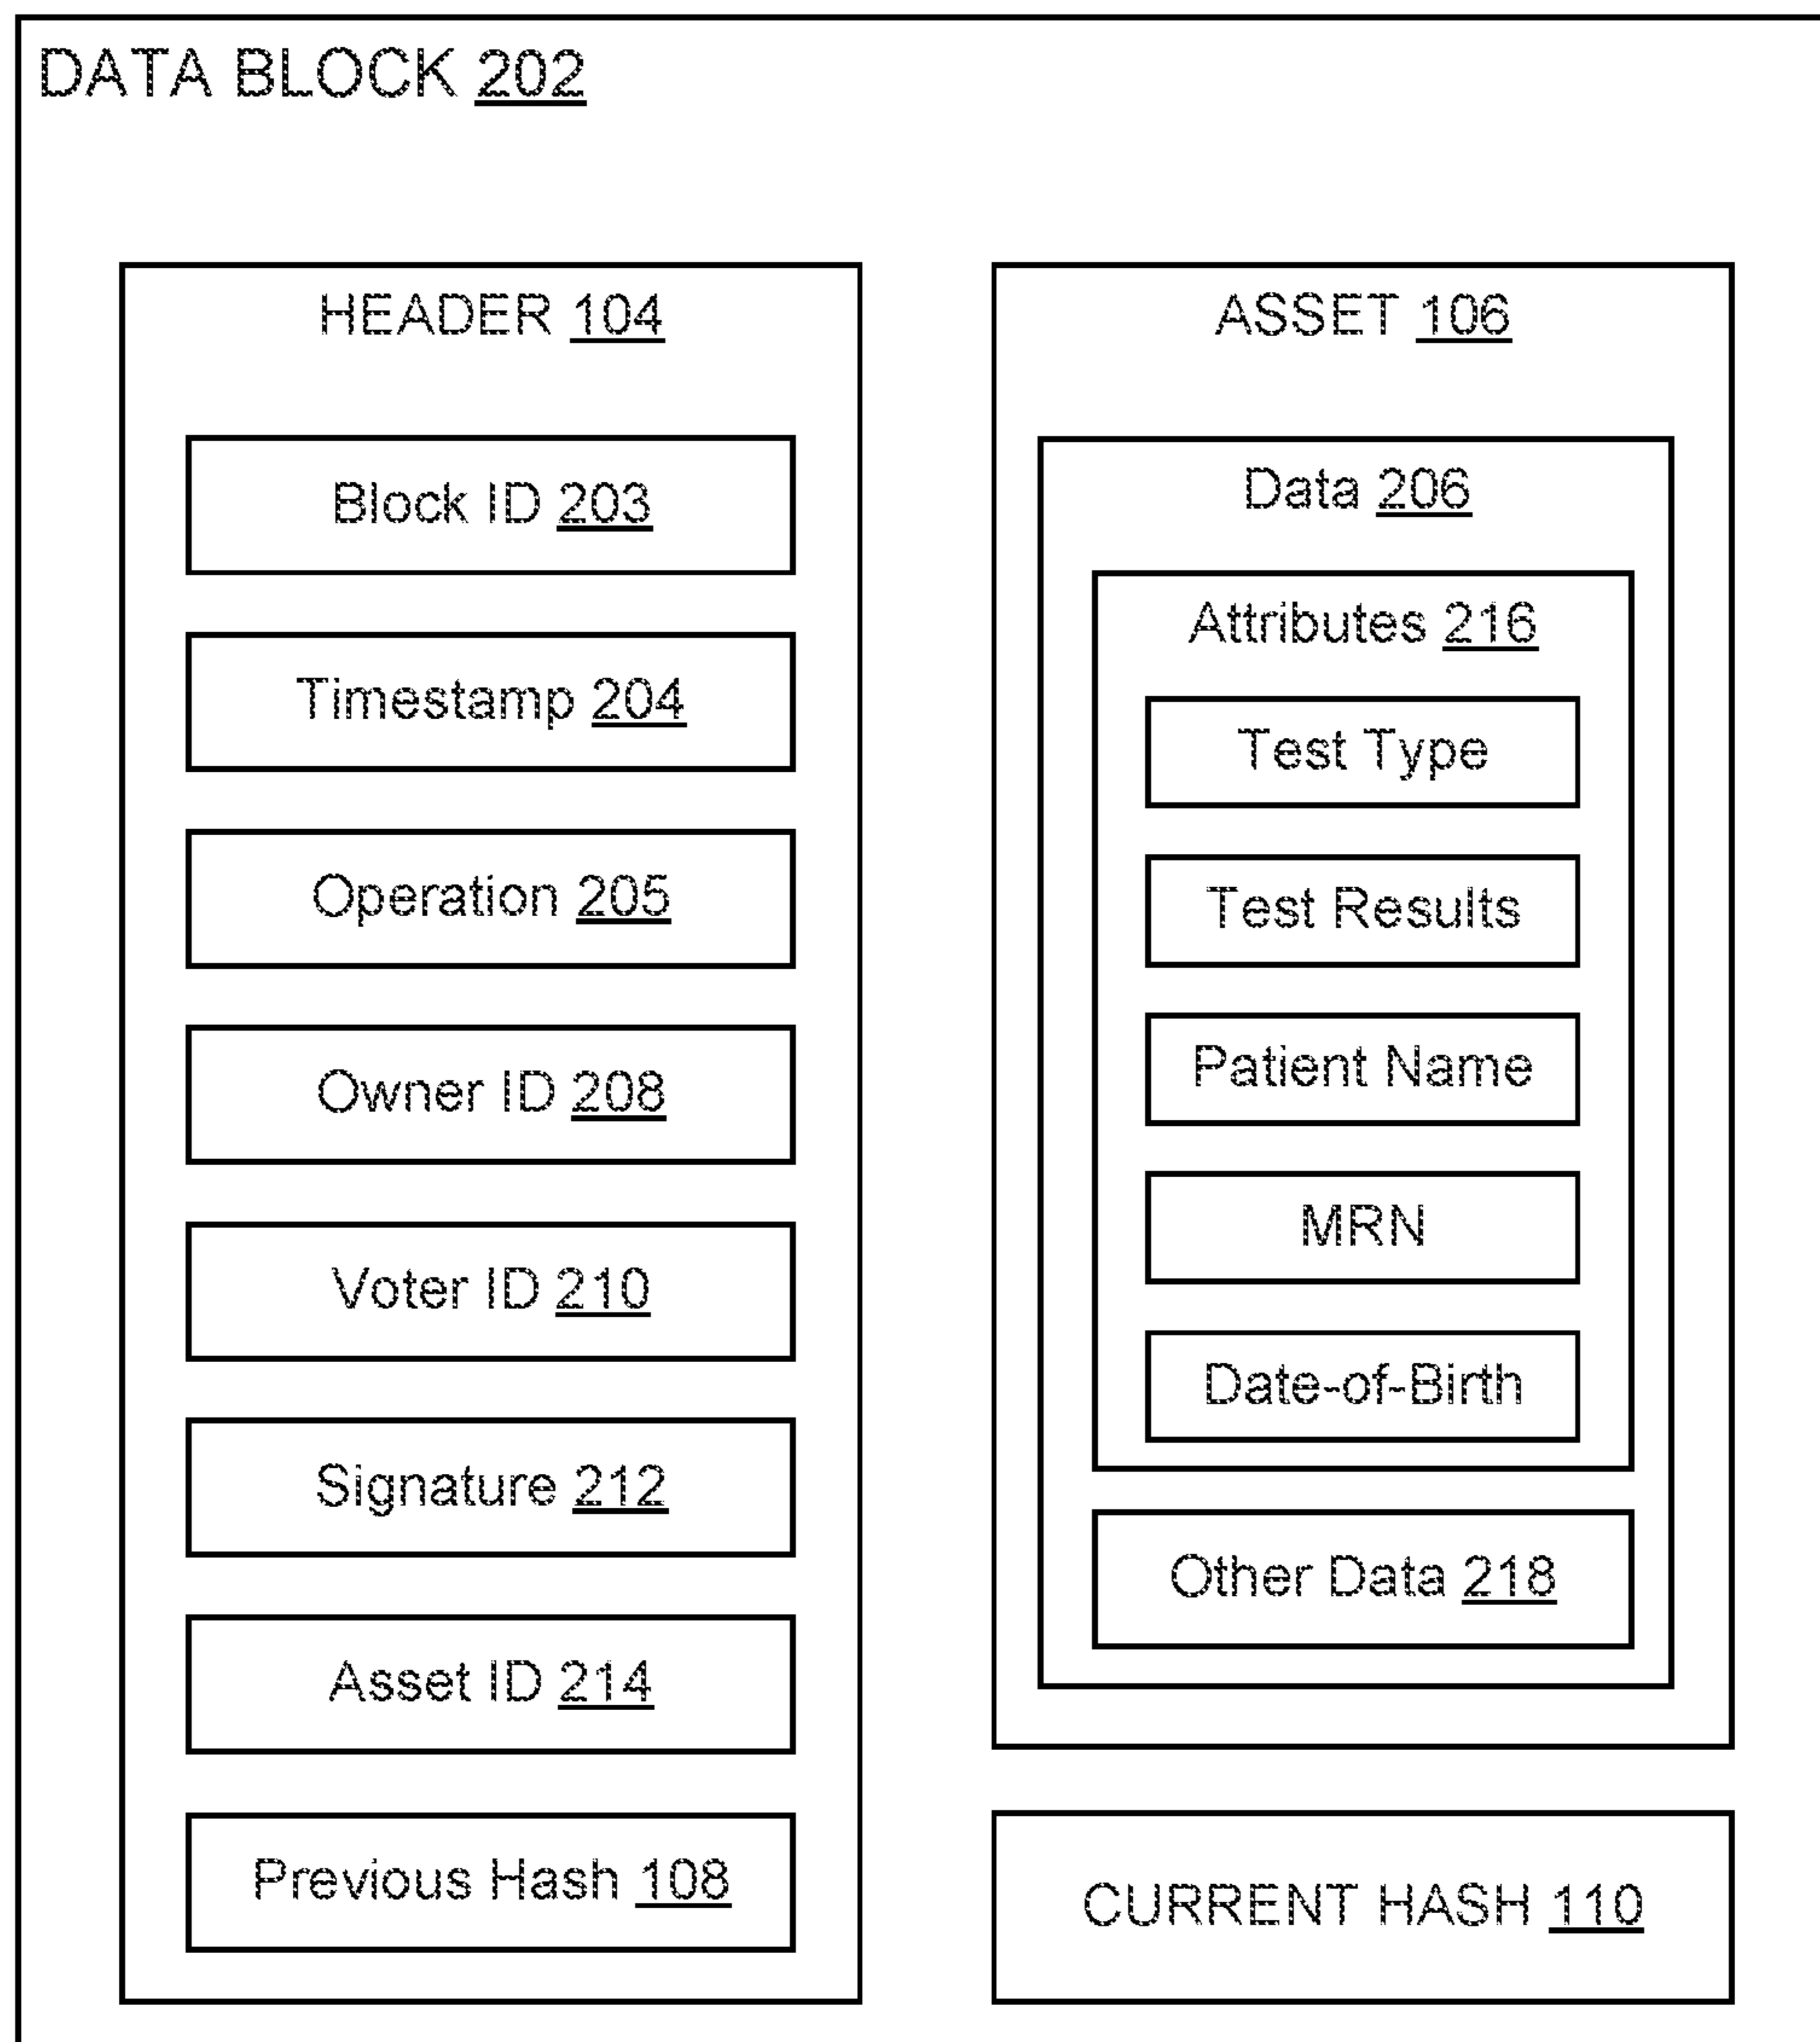 DATA BLOCK 202
HEADER 104
Block ID 203
Timestamp 204
Operation 205
Owner ID 208
Voter ID 210
Signature 212
Asset ID 214
Previous Hash 108
ASSET 106
Data 206
Attributes 216
Test Type
Test Results
Patient Name
MRN
Date-of-Birth
Other Data 218
CURRENT HASH 110